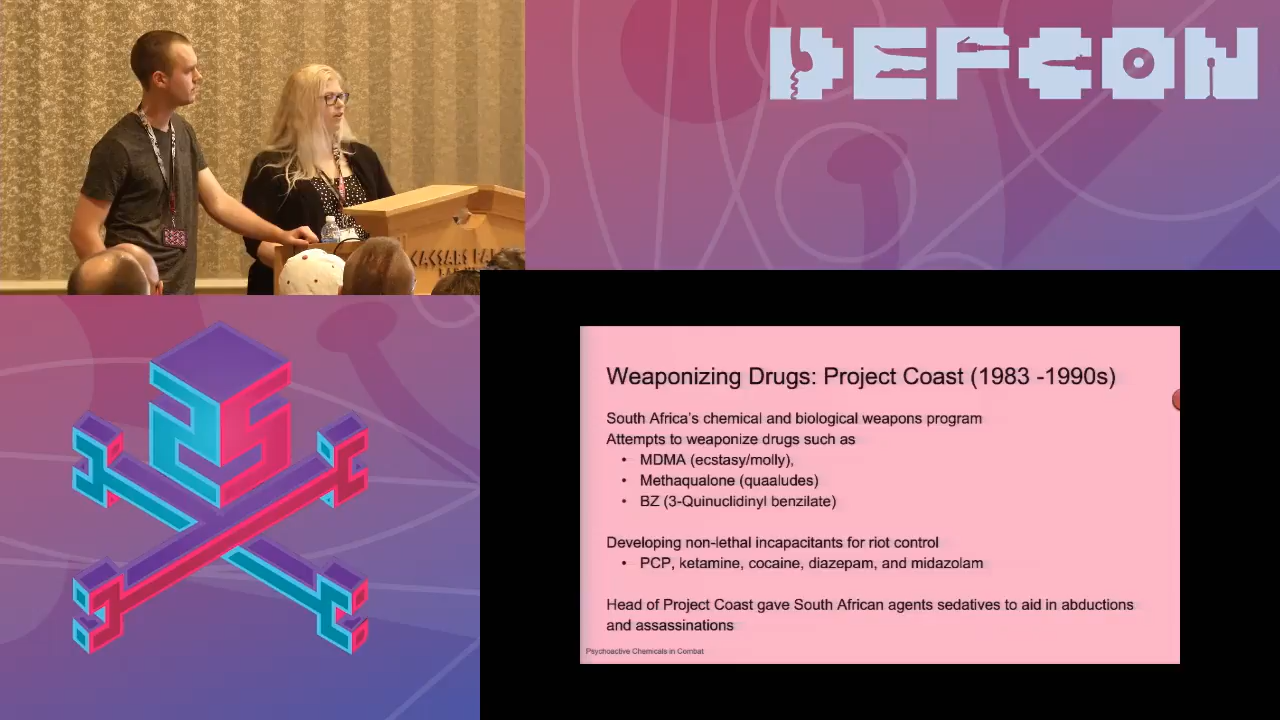 DEFCON
CAESARS
Weaponizing Drugs: Project Coast (1983 -1990s)
South Africa's chemical and biological weapons program
Attempts to weaponize drugs such as
• MDMA (ecstasy/molly),
• Methaqualone (quaaludes)
• BZ (3-Quinuclidinyl benzilate)
Developing non-lethal incapacitants for riot control
• PCP, ketamine, cocaine, diazepam, and midazolam
Head of Project Coast gave South African agents sedatives to aid in abductions
and assassinations
Psychoactive Chemicals in Combat